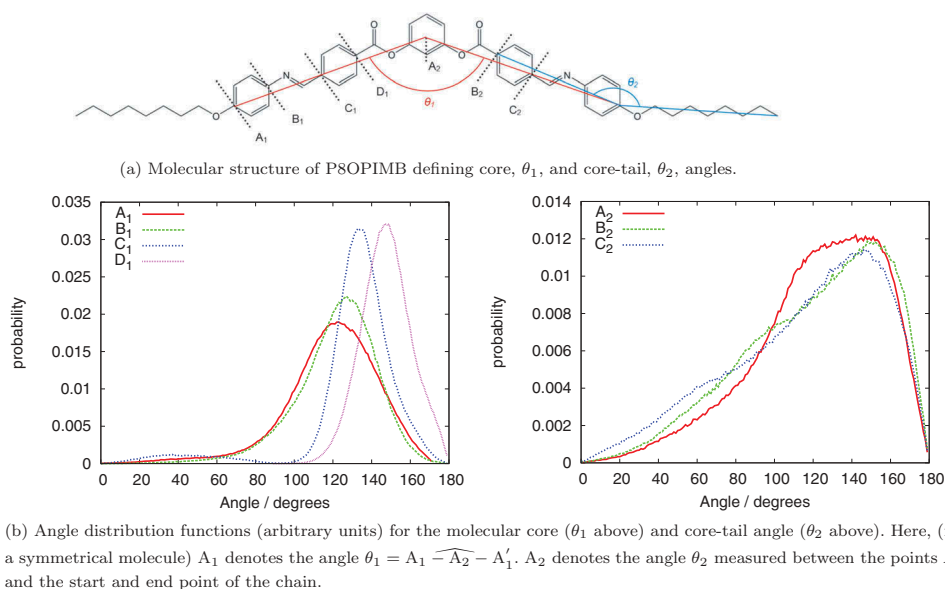 O
O
N
O
O
A₂
N
O
O
A₁
B₁
C₁
D₁
θ₁
B₂
C₂
θ₂
O
(a) Molecular structure of P8OPIMB defining core, θ₁, and core-tail, θ₂, angles.
0.035
0.03
0.025
0.02
0.015
0.01
0.005
0
probability
A₁
B₁
C₁
D₁
0 20 40 60 80 100 120 140 160 180
Angle / degrees
0.014
0.012
0.01
0.008
0.006
0.004
0.002
0
probability
A₂
B₂
C₂
0 20 40 60 80 100 120 140 160 180
Angle / degrees
(b) Angle distribution functions (arbitrary units) for the molecular core (θ₁ above) and core-tail angle (θ₂ above). Here,
a symmetrical molecule) A₁ denotes the angle θ₁ = A₁ − A₂ − A₁′. A₂ denotes the angle θ₂ measured between the points
and the start and end point of the chain.